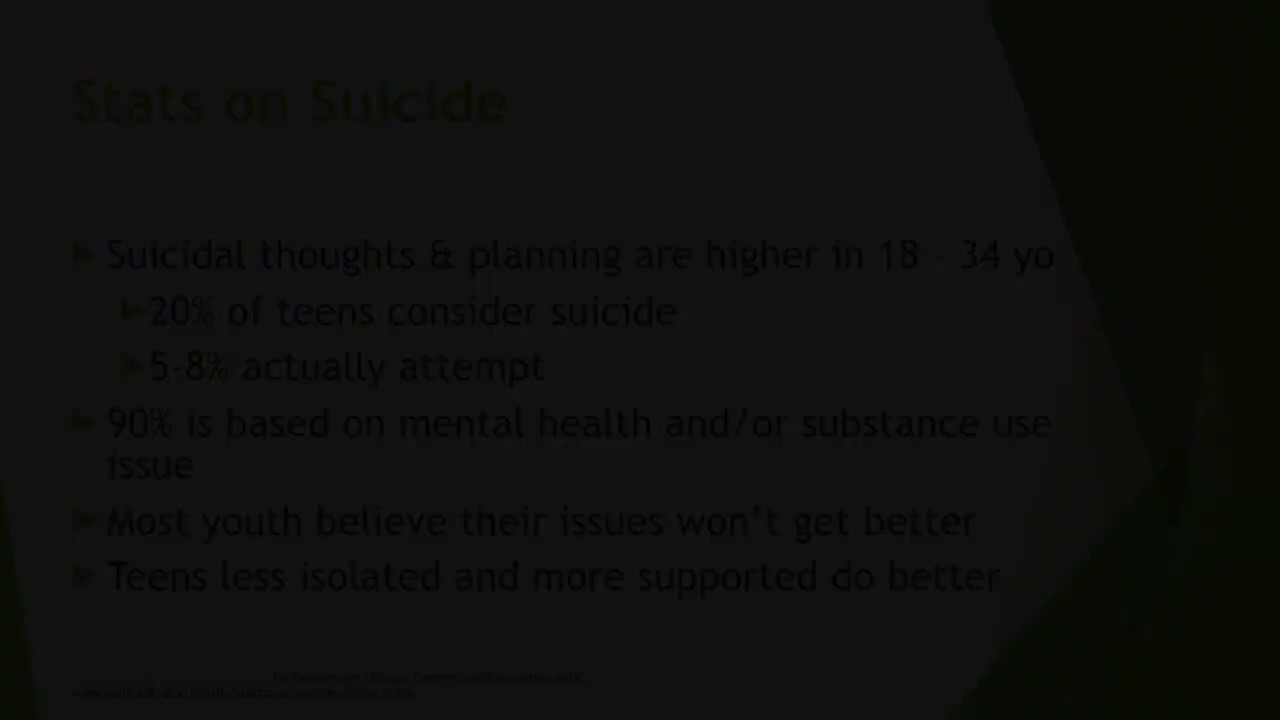 Stats on Suicide
Suicidal thoughts & planning are higher in 18 - 34 yo
20% of teens consider suicide
5-8% actually attempt
90% is based on mental health and/or substance use
issue
Most youth believe their issues won't get better
Teens less isolated and more supported do better